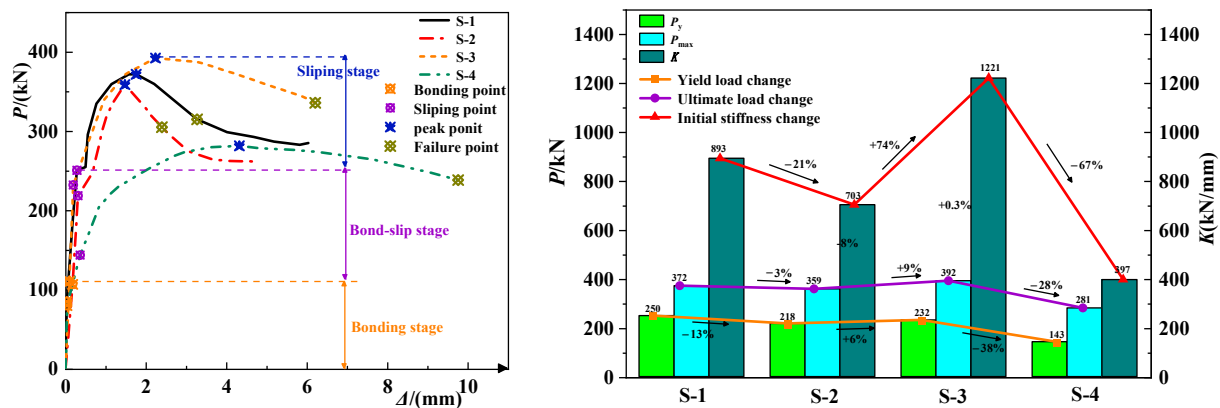 P/(kN)
400
300
200
100
0
0
2
4
6
8
10
Δ/(mm)
S-1
S-2
S-3
S-4
Bonding point
Sliping point
peak ponit
Failure point
Sliping stage
Bond-slip stage
Bonding stage
P/kN
1400
1200
1000
800
600
400
200
0
Py
Pmax
K
Yield load change
Ultimate load change
Initial stiffness change
893
−21%
703
+74%
1221
−67%
397
+0.3%
-8%
372
−3%
359
+9%
392
−28%
281
250
−13%
218
+6%
232
−38%
143
S-1
S-2
S-3
S-4
1400
1200
1000
800
600
400
200
0
K(kN/mm)